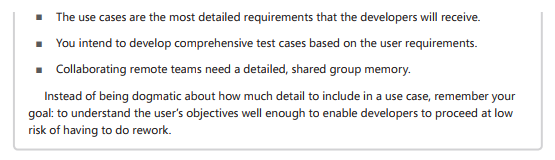 ■ The use cases are the most detailed requirements that the developers will receive.
■ You intend to develop comprehensive test cases based on the user requirements.
■ Collaborating remote teams need a detailed, shared group memory.
Instead of being dogmatic about how much detail to include in a use case, remember your
goal: to understand the user's objectives well enough to enable developers to proceed at low
risk of having to do rework.